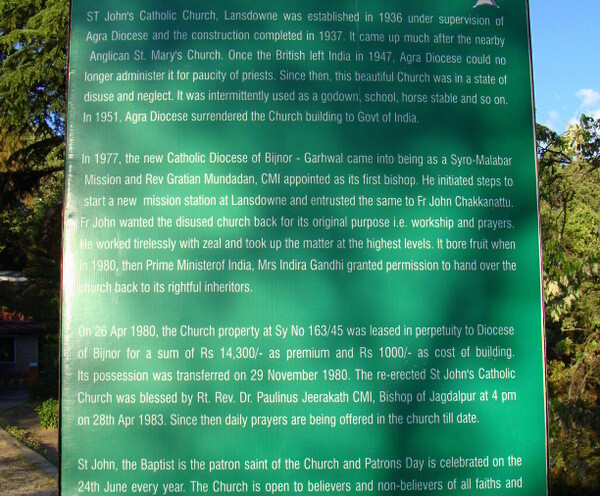 ST John's Catholic Church, Lansdowne was established in 1936 under supervision of
Agra Diocese and the construction completed in 1937. It came up much after the nearby
Anglican St. Mary's Church. Once the British left India in 1947, Agra Diocese could no
longer administer it for paucity of priests. Since then, this beautiful Church was in a state of
disuse and neglect. It was intermittently used as a godown, school, horse stable and so on.
In 1951, Agra Diocese surrendered the Church building to Govt of India.
In 1977, the new Catholic Diocese of Bijnor - Garhwal came into being as a Syro-Malabar
Mission and Rev Gratian Mundadan, CMI appointed as its first bishop. He initiated steps to
start a new mission station at Lansdowne and entrusted the same to Fr John Chakkanattu.
Fr John wanted the disused church back for its original purpose i.e. workship and prayers.
He worked tirelessly with zeal and took up the matter at the highest levels. It bore fruit when
in 1980, then Prime Ministerof India, Mrs Indira Gandhi granted permission to hand over the
church back to its rightful inheritors.
On 26 Apr 1980, the Church property at Sy No 163/45 was leased in perpetuity to Diocese
of Bijnor for a sum of Rs 14,300/- as premium and Rs 1000/- as cost of building.
Its possession was transferred on 29 November 1980. The re-erected St John's Catholic
Church was blessed by Rt. Rev. Dr. Paulinus Jeerakath CMI, Bishop of Jagdalpur at 4 pm
on 28th Apr 1983. Since then daily prayers are being offered in the church till date.
St John, the Baptist is the patron saint of the Church and Patrons Day is celebrated on the
24th June every year. The Church is open to believers and non-believers of all faiths and